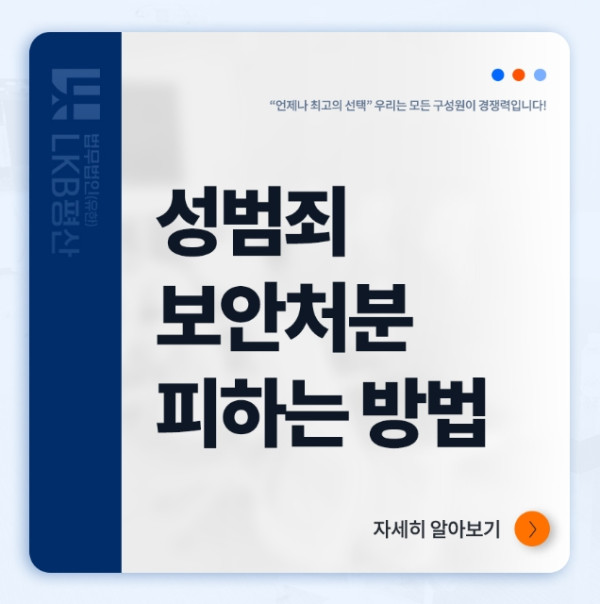 법무법인(유한)
LKB평산
“언제나 최고의 선택” 우리는 모든 구성원이 경쟁력입니다!
성범죄
보안처분
피하는 방법
자세히 알아보기